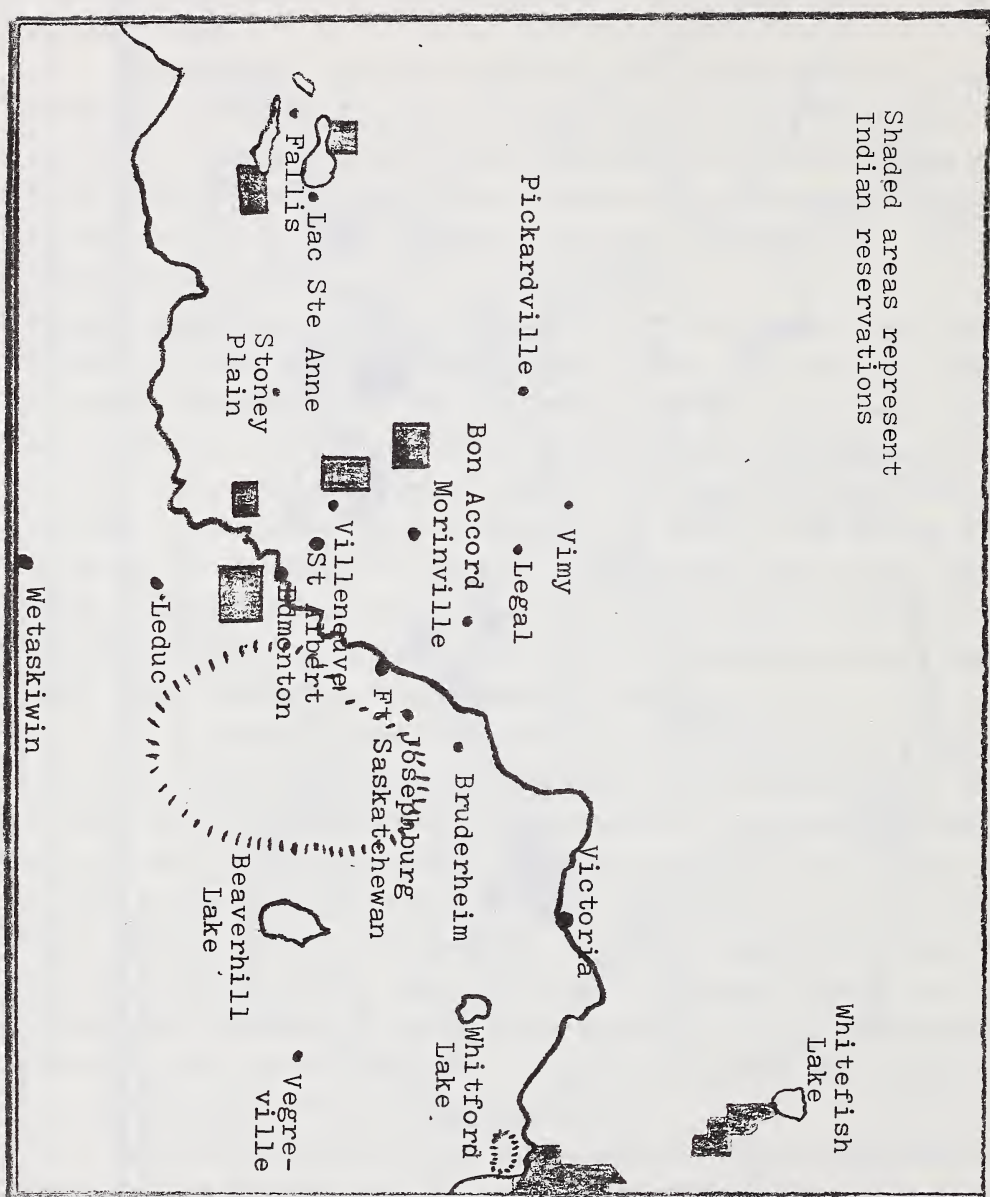 Shaded areas represent
Indian reservations
Whitefish
Lake
Pickardville
Vimy
Legal
Bon Accord
Morinville
Victoria
Villeneuve
St Albert
Edmonton
Lac Ste Anne
Fallis
Stoney
Plain
Bruderheim
Josephburg
Ft Saskatchewan
Whitford
Lake
Beaverhill
Lake
Vegre-
ville
Leduc
Wetaskiwin